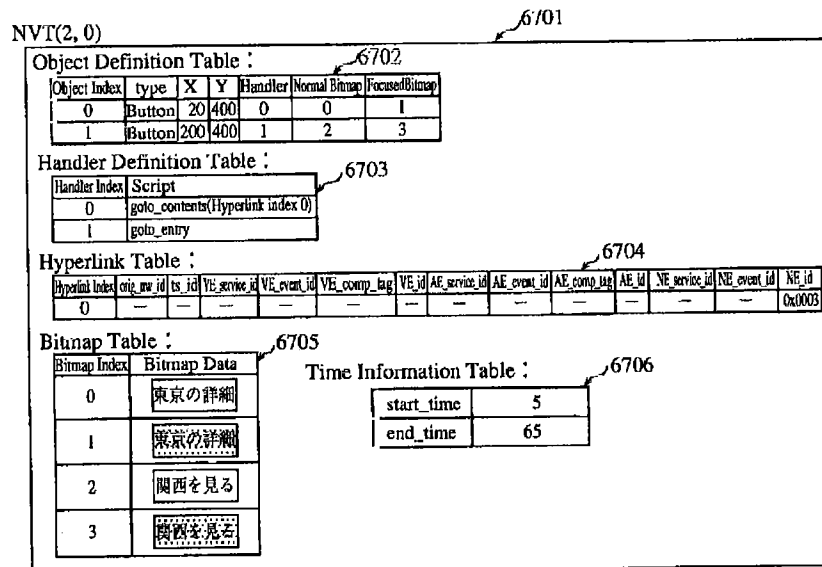 6701
NVT(2, 0)
Object Definition Table : 6702
Object Index type X Y Handler Normal Bitmap FocusedBitmap
0 Button 20 400 0 0 1
1 Button 200 400 1 2 3
Handler Definition Table : 6703
Handler Index Script
0 goto_contents(Hyperlink index 0)
1 goto_entry
Hyperlink Table : 6704
Hyperlink Index orig_nw_id ts_id VE_service_id VE_event_id VE_comp_tag VE_id AE_service_id AE_event_id AE_comp_tag AE_id NE_service_id NE_event_id NE_id
0 — — — — — — — — — — — — 0x0003
Bitmap Table : 6705
Bitmap Index Bitmap Data
0 東京の詳細
1 東京の詳細
2 関西を見る
3 関西を見る
Time Information Table : 6706
start_time 5
end_time 65